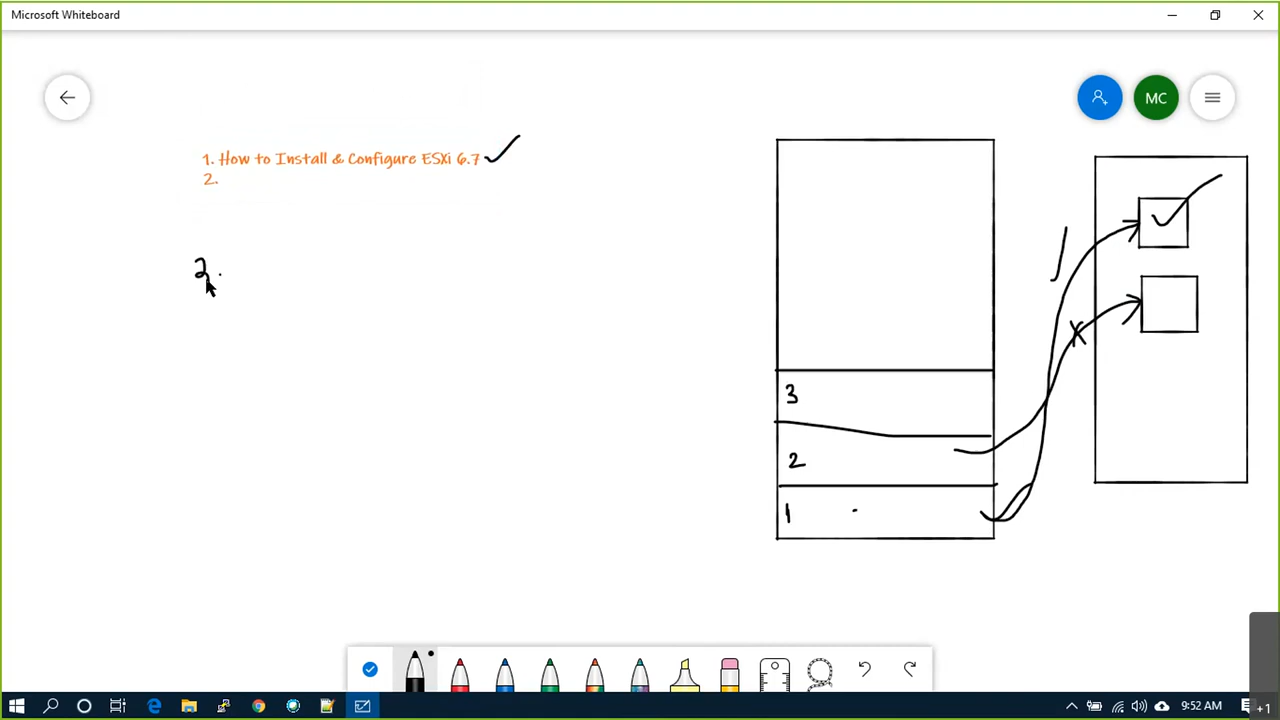 Microsoft Whiteboard
MC
1. How to Install & Configure ESXi 6.7
2.
2.
3
2
1
9:52 AM
+1